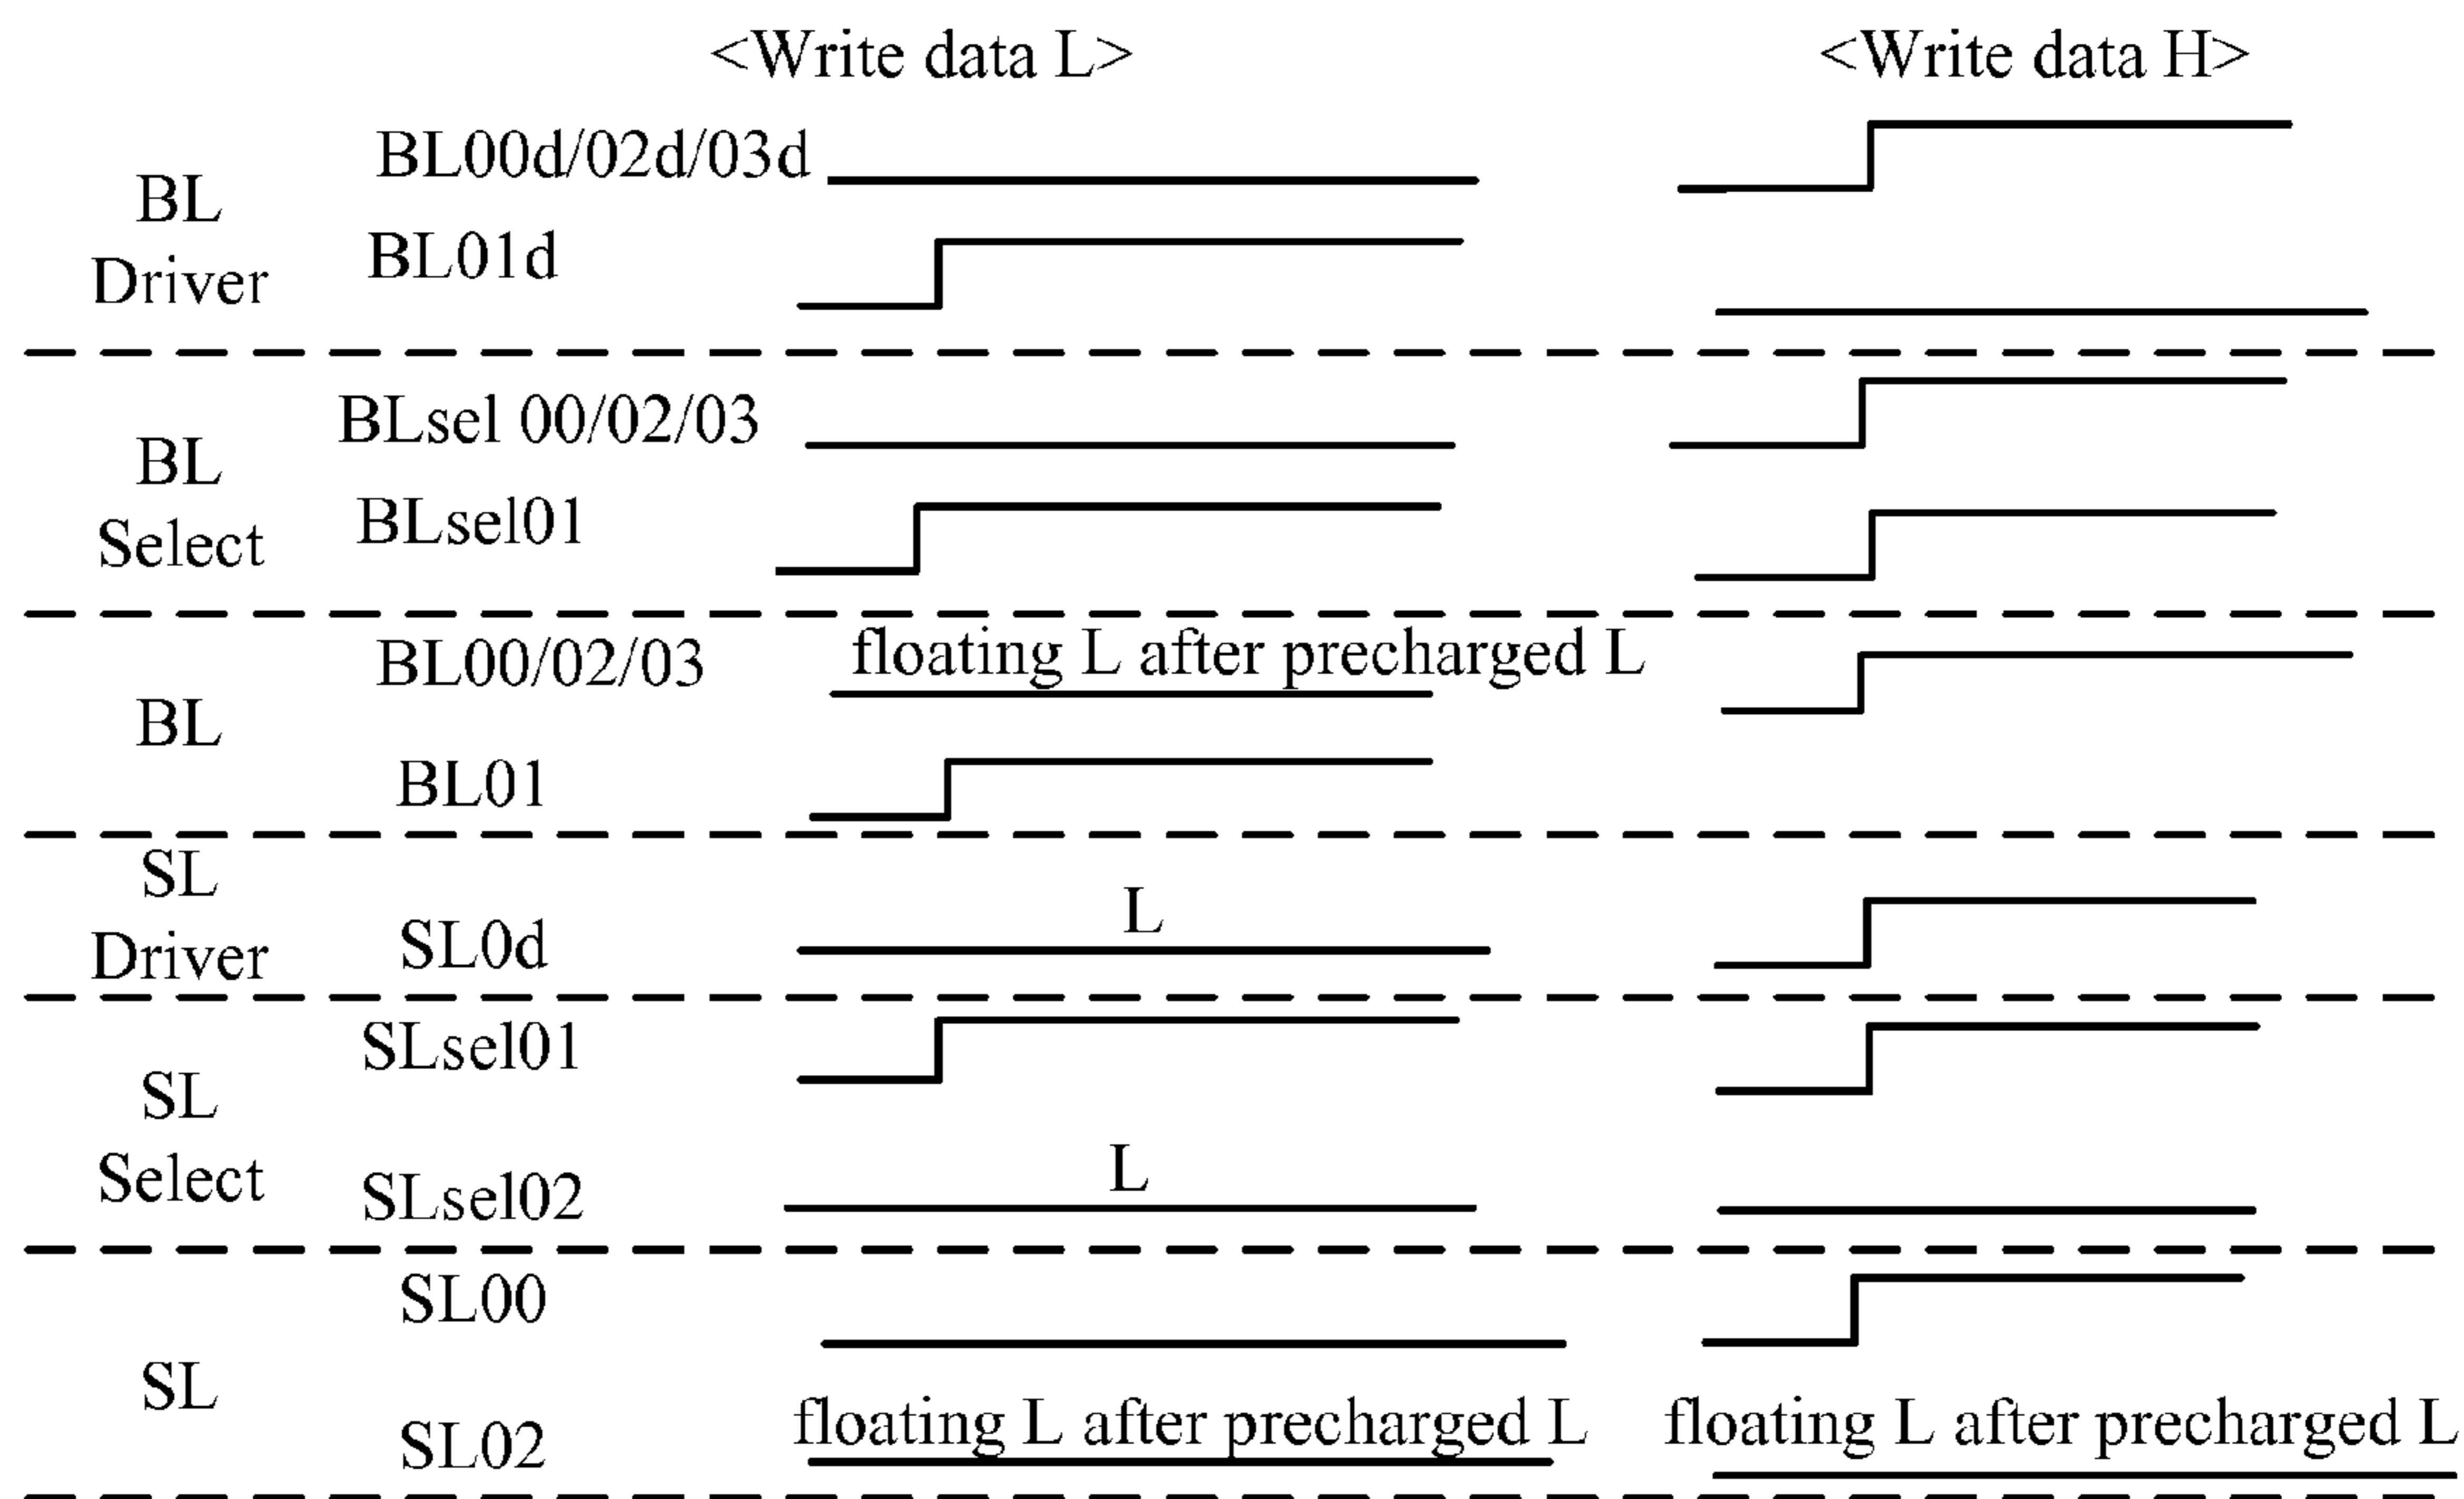 <Write data L> <Write data H>
BL Driver
BL00d/02d/03d
BL01d
BL Select
BLsel 00/02/03
BLsel01
BL
BL00/02/03 floating L after precharged L
BL01
SL Driver
SL0d L
SL Select
SLsel01
SLsel02 L
SL
SL00
SL02 floating L after precharged L floating L after precharged L